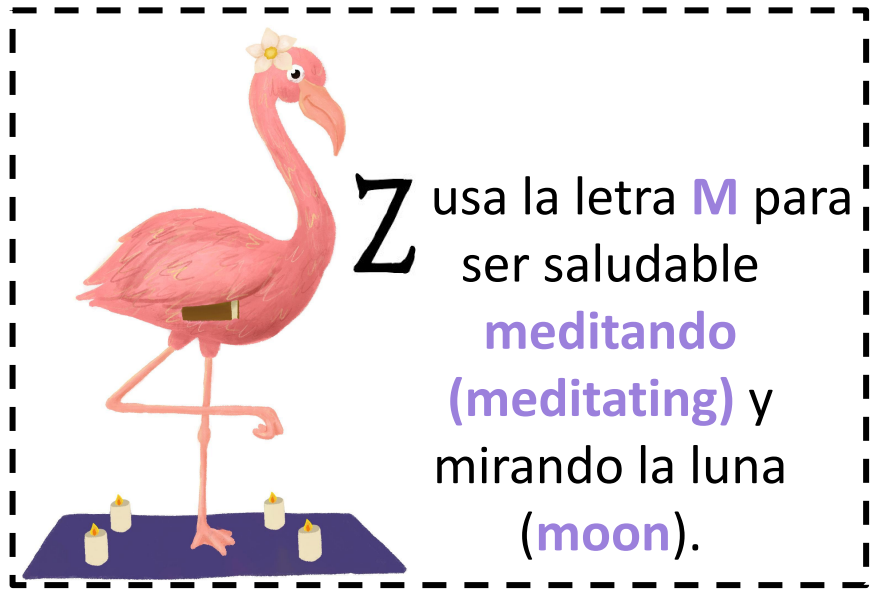 Z usa la letra M para
ser saludable
meditando
(meditating) y
mirando la luna
(moon).